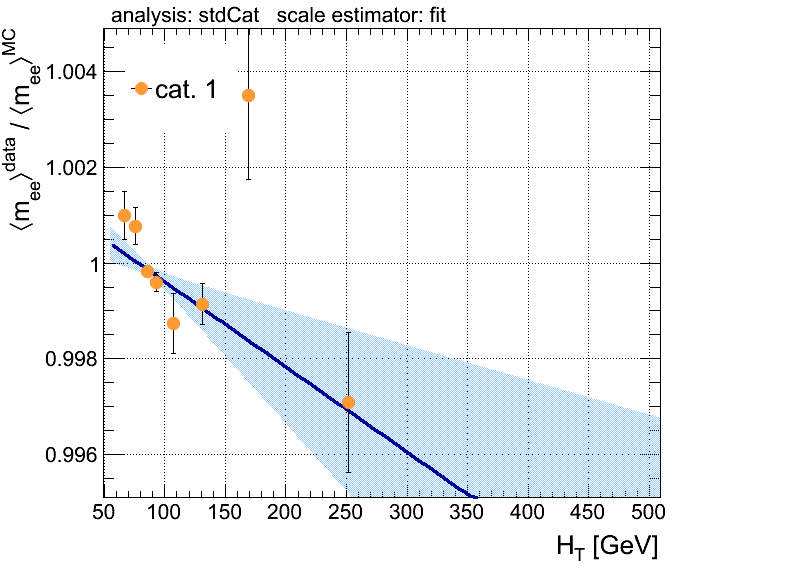 analysis: stdCat   scale estimator: fit
⟨m_ee⟩^data / ⟨m_ee⟩^MC
1.004
cat. 1
1.002
1
0.998
0.996
50 100 150 200 250 300 350 400 450 500
H_T [GeV]